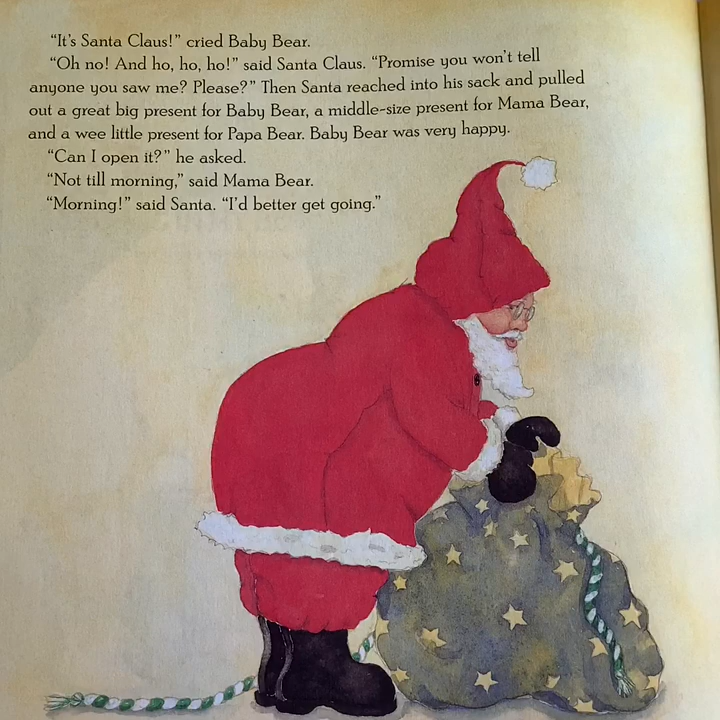 “It’s Santa Claus!” cried Baby Bear.
“Oh no! And ho, ho, ho!” said Santa Claus. “Promise you won’t tell
anyone you saw me? Please?” Then Santa reached into his sack and pulled
out a great big present for Baby Bear, a middle-size present for Mama Bear,
and a wee little present for Papa Bear. Baby Bear was very happy.
“Can I open it?” he asked.
“Not till morning,” said Mama Bear.
“Morning!” said Santa. “I’d better get going.”